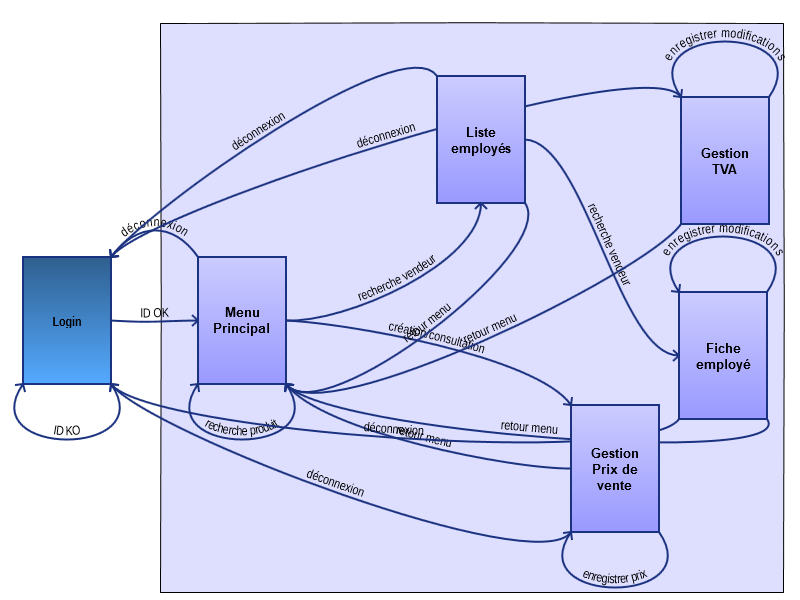 enregistrer modifications
déconnexion
Liste
employés
déconnexion
Gestion
TVA
recherche vendeur
déconnexion
enregistrer modifications
recherche vendeur
Login
ID OK
Menu
Principal
retour menu
création/consultation
retour menu
Fiche
employé
ID KO
recherche produit
déconnexion
retour menu
retour menu
Gestion
Prix de
vente
déconnexion
enregistrer prix